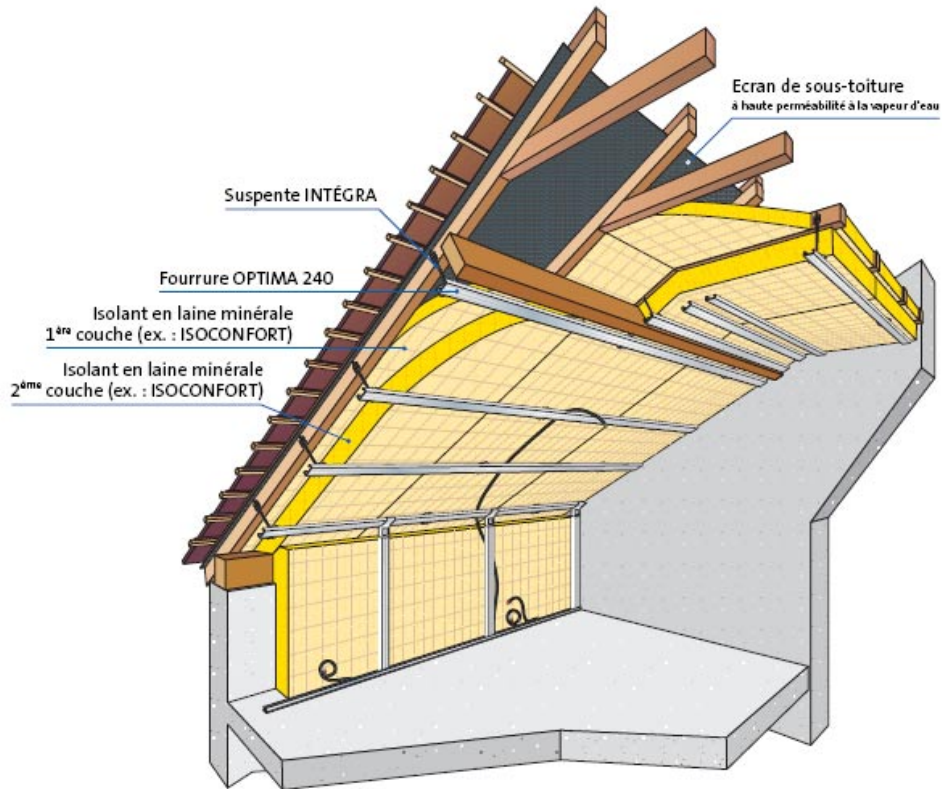 Ecran de sous-toiture
à haute perméabilité à la vapeur d'eau
Suspente INTÉGRA
Fourrure OPTIMA 240
Isolant en laine minérale
1ère couche (ex. : ISOCONFORT)
Isolant en laine minérale
2ème couche (ex. : ISOCONFORT)